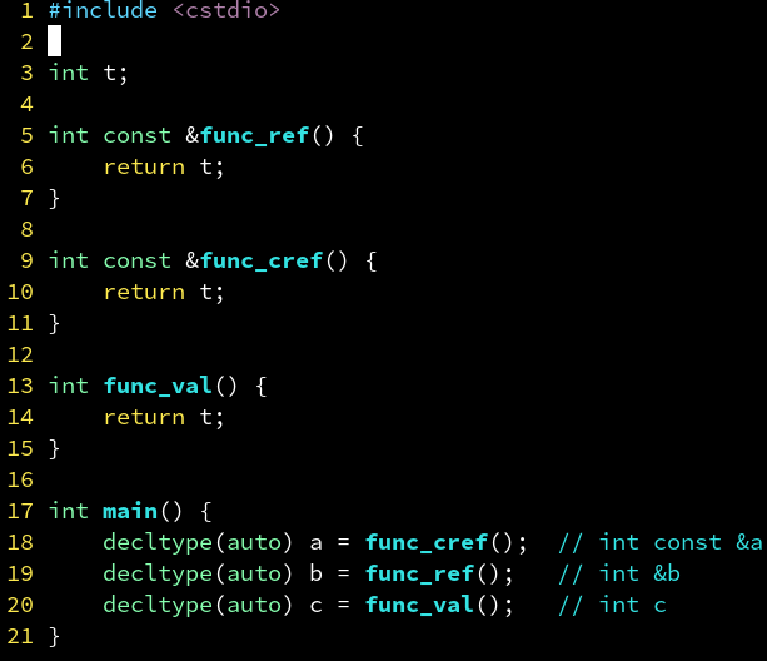 1 #include <cstdio>
2
3 int t;
4
5 int const &func_ref() {
6     return t;
7 }
8
9 int const &func_cref() {
10     return t;
11 }
12
13 int func_val() {
14     return t;
15 }
16
17 int main() {
18     decltype(auto) a = func_cref();  // int const &a
19     decltype(auto) b = func_ref();   // int &b
20     decltype(auto) c = func_val();   // int c
21 }